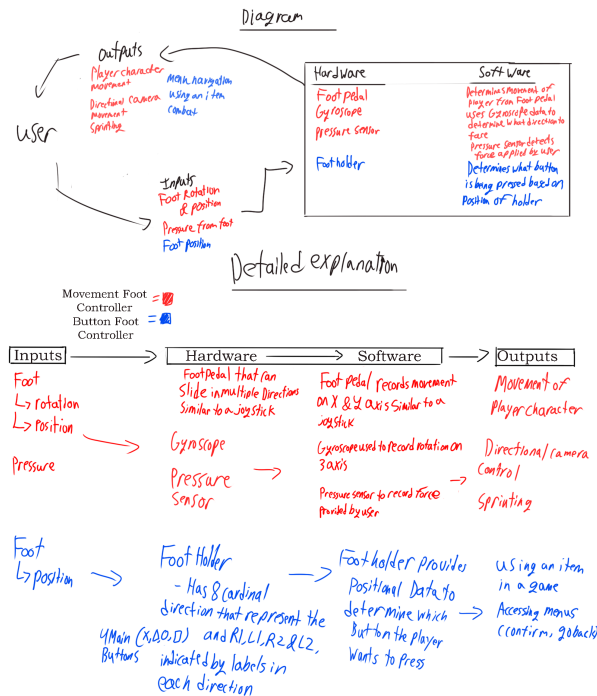 Diagram
Outputs
Player character
movement
Directional camera
movement
Sprinting
menu navigation
using an item
combat
user
Inputs
Foot Rotation
& position
Pressure from foot
Foot position
Hardware
Foot pedal
Gyroscope
Pressure sensor
Foot holder
Software
Determines movement of
player from Foot pedal
uses Gyroscope data to
determine what direction to
face
Pressure sensor detects
force applied by user
Determines what button
is being pressed based on
position of holder
Detailed explanation
Movement Foot
Controller
=
Button Foot
Controller
=
Inputs
Hardware
Software
Outputs
Foot
↳ rotation
↳ position
Pressure
Foot pedal that can
Slide in multiple Directions
Similar to a joystick
Gyroscope
Pressure
Sensor
Foot pedal records movement
on X & Y axis similar to a
joystick
Gyroscope used to record rotation on
3 axis
Pressure sensor to record force
provided by user
Movement of
Player character
Directional camera
control
Sprinting
Foot
↳ position
Foot Holder
- Has 8 cardinal
direction that represent the
4 Main (X,Δ,O,□) and R1,L1,R2 & L2,
Buttons
indicated by labels in
each direction
Foot holder provides
Positional Data to
determine which
Button the player
wants to press
using an item
in a game
Accessing menus
(confirm, go back)